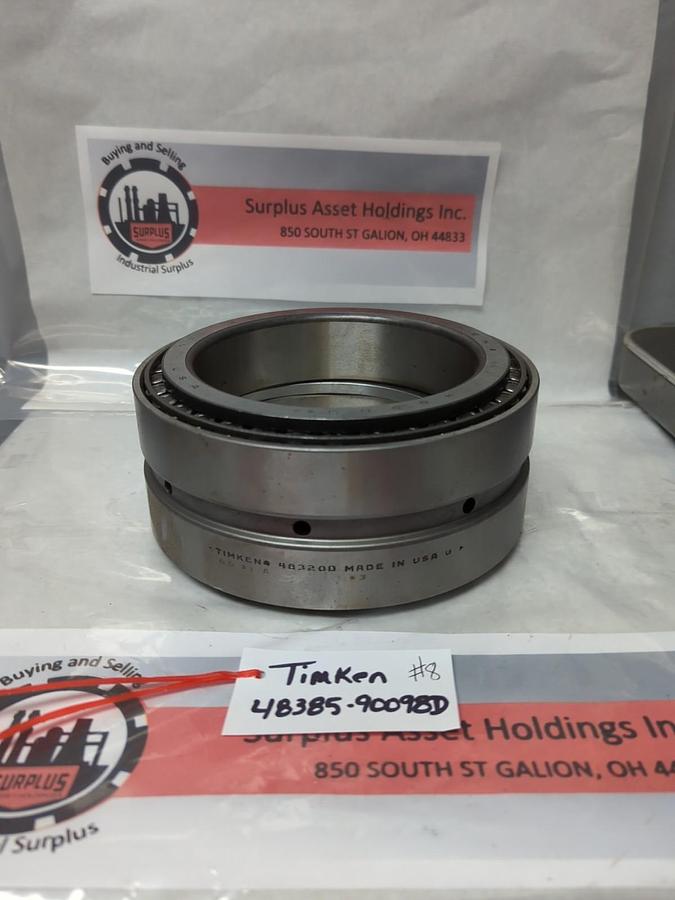 Buying and Selling
SURPLUS
Industrial Surplus
Surplus Asset Holdings Inc.
850 SOUTH ST GALION, OH 44833
TIMKEN® 48320D MADE IN USA U
Timken #8
48385-90098D
Buying and Selling
SURPLUS
l Surplus
Surplus Asset Holdings In
850 SOUTH ST GALION, OH 44